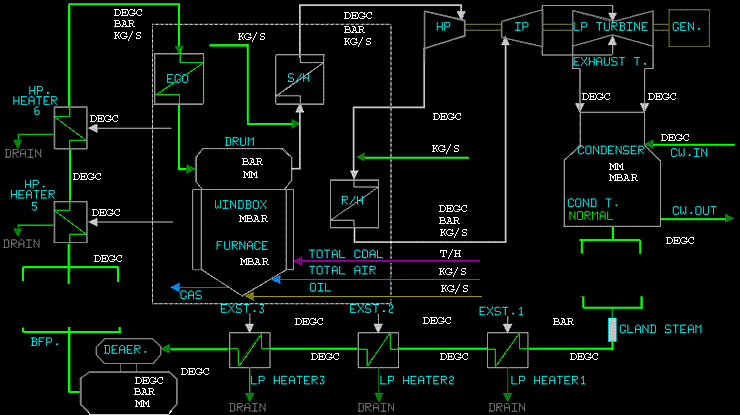 DEGC
BAR
KG/S
KG/S
DEGC
BAR
KG/S
HP
IP
LP TURBINE
GEN.
EXHAUST T.
ECO
S/H
HP.
HEATER
6
DEGC
DEGC
DEGC
DEGC
DRAIN
DRUM
BAR
MM
KG/S
DEGC
CONDENSER
CW.IN
MM
MBAR
DEGC
HP.
HEATER
5
DEGC
WINDBOX
MBAR
R/H
COND T.
NORMAL
CW.OUT
DEGC
BAR
KG/S
DEGC
DRAIN
FURNACE
MBAR
TOTAL COAL
T/H
TOTAL AIR
KG/S
OIL
KG/S
GAS
DEGC
EXST.3
EXST.2
EXST.1
DEGC
DEGC
BAR
GLAND STEAM
BFP.
DEAER.
DEGC
DEGC
DEGC
DEGC
DEGC
BAR
MM
LP HEATER3
LP HEATER2
LP HEATER1
DRAIN
DRAIN
DRAIN